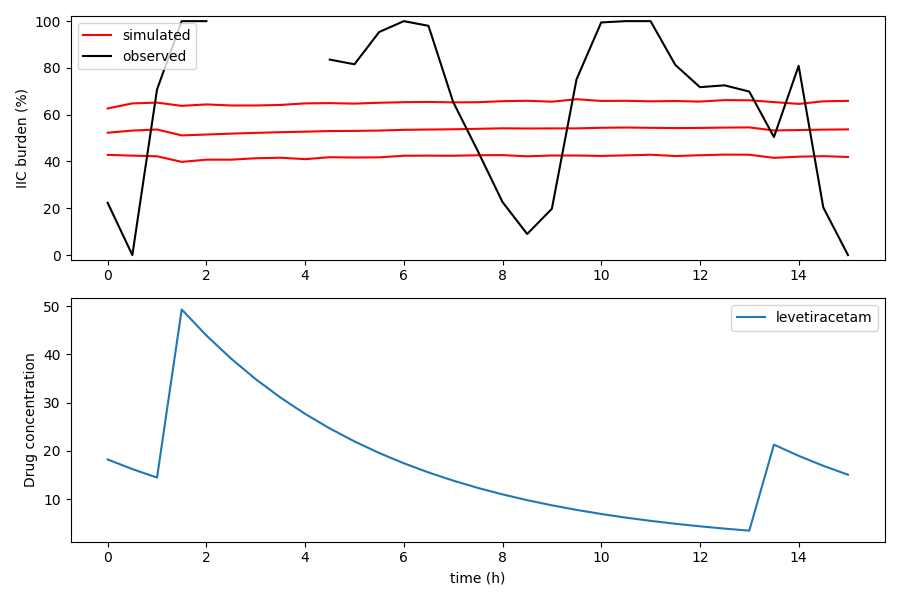 100
80
60
40
20
0
IIC burden (%)
simulated
observed
0 2 4 6 8 10 12 14
50
40
30
20
10
Drug concentration
levetiracetam
0 2 4 6 8 10 12 14
time (h)